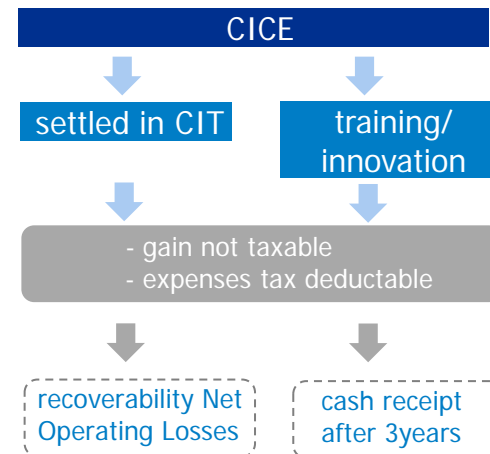 CICE
settled in CIT
training/
innovation
- gain not taxable
- expenses tax deductable
recoverability Net
Operating Losses
cash receipt
after 3years